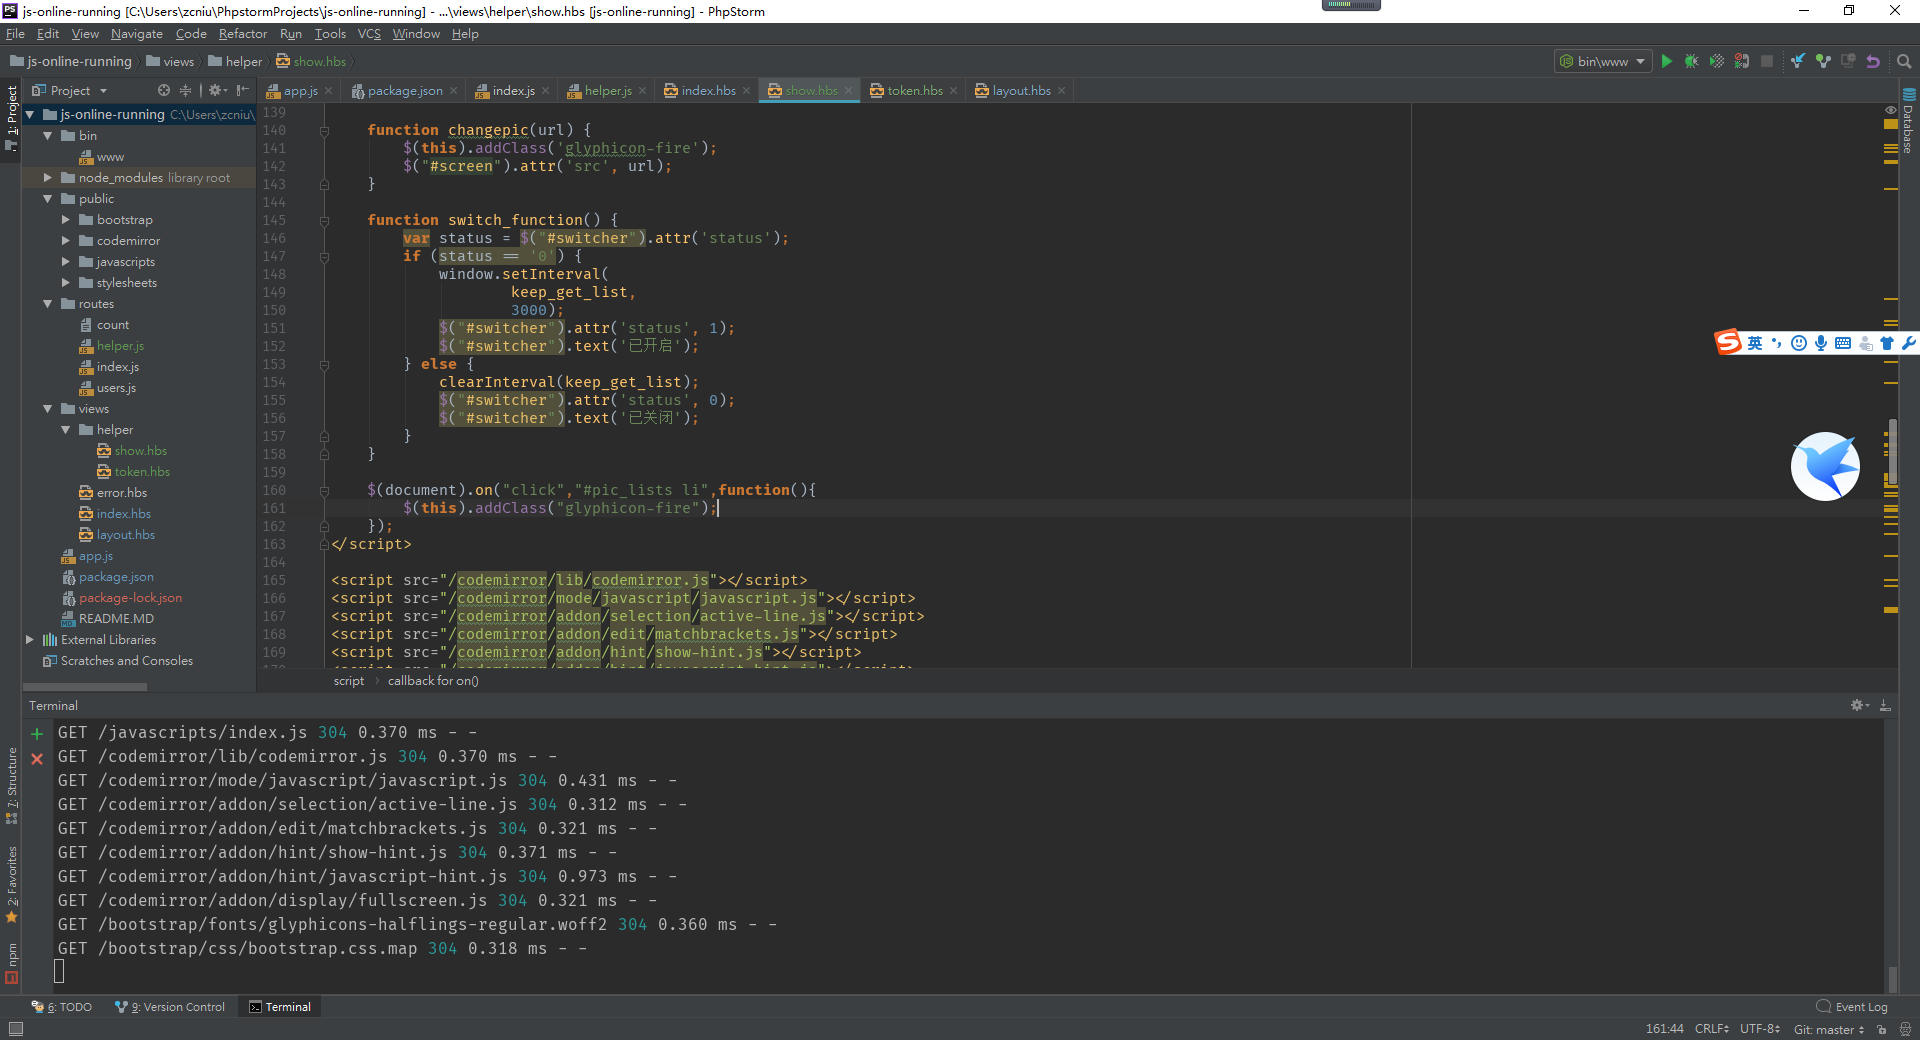 js-online-running [C:\Users\zcniu\PhpstormProjects\js-online-running] - ...\views\helper\show.hbs [js-online-running] - PhpStorm
File Edit View Navigate Code Refactor Run Tools VCS Window Help
js-online-running views helper show.hbs bin\www
Project app.js package.json index.js helper.js index.hbs show.hbs token.hbs layout.hbs
1: Project
Database
js-online-running C:\Users\zcniu\
bin
www
node_modules library root
public
bootstrap
codemirror
javascripts
stylesheets
routes
count
helper.js
index.js
users.js
views
helper
show.hbs
token.hbs
error.hbs
index.hbs
layout.hbs
app.js
package.json
package-lock.json
README.MD
External Libraries
Scratches and Consoles
139
140 function changepic(url) {
141 $(this).addClass('glyphicon-fire');
142 $("#screen").attr('src', url);
143 }
144
145 function switch_function() {
146 var status = $("#switcher").attr('status');
147 if (status == '0') {
148 window.setInterval(
149 keep_get_list,
150 3000);
151 $("#switcher").attr('status', 1);
152 $("#switcher").text('已开启');
153 } else {
154 clearInterval(keep_get_list);
155 $("#switcher").attr('status', 0);
156 $("#switcher").text('已关闭');
157 }
158 }
159
160 $(document).on("click","#pic_lists li",function(){
161 $(this).addClass("glyphicon-fire");
162 });
163 </script>
164
165 <script src="/codemirror/lib/codemirror.js"></script>
166 <script src="/codemirror/mode/javascript/javascript.js"></script>
167 <script src="/codemirror/addon/selection/active-line.js"></script>
168 <script src="/codemirror/addon/edit/matchbrackets.js"></script>
169 <script src="/codemirror/addon/hint/show-hint.js"></script>
170 <script src="/codemirror/addon/hint/javascript-hint.js"></script>
英
script callback for on()
Terminal
GET /javascripts/index.js 304 0.370 ms - -
GET /codemirror/lib/codemirror.js 304 0.370 ms - -
GET /codemirror/mode/javascript/javascript.js 304 0.431 ms - -
GET /codemirror/addon/selection/active-line.js 304 0.312 ms - -
GET /codemirror/addon/edit/matchbrackets.js 304 0.321 ms - -
GET /codemirror/addon/hint/show-hint.js 304 0.371 ms - -
GET /codemirror/addon/hint/javascript-hint.js 304 0.973 ms - -
GET /codemirror/addon/display/fullscreen.js 304 0.321 ms - -
GET /bootstrap/fonts/glyphicons-halflings-regular.woff2 304 0.360 ms - -
GET /bootstrap/css/bootstrap.css.map 304 0.318 ms - -
7: Structure
2: Favorites
npm
6: TODO 9: Version Control Terminal Event Log
161:44 CRLF UTF-8 Git: master